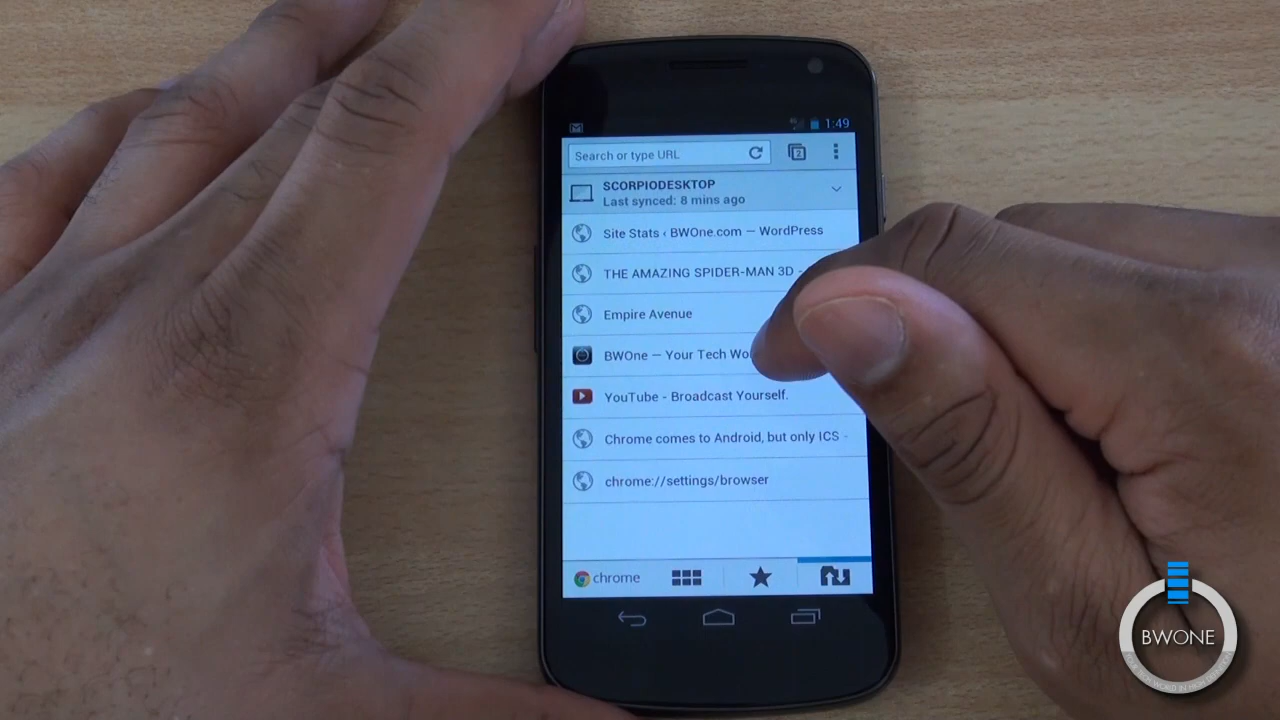 1:49
Search or type URL
2
SCORPIODESKTOP
Last synced: 8 mins ago
Site Stats ‹ BWOne.com — WordPress
THE AMAZING SPIDER-MAN 3D -
Empire Avenue
BWOne — Your Tech Wo
YouTube - Broadcast Yourself.
Chrome comes to Android, but only ICS -
chrome://settings/browser
chrome
BWONE